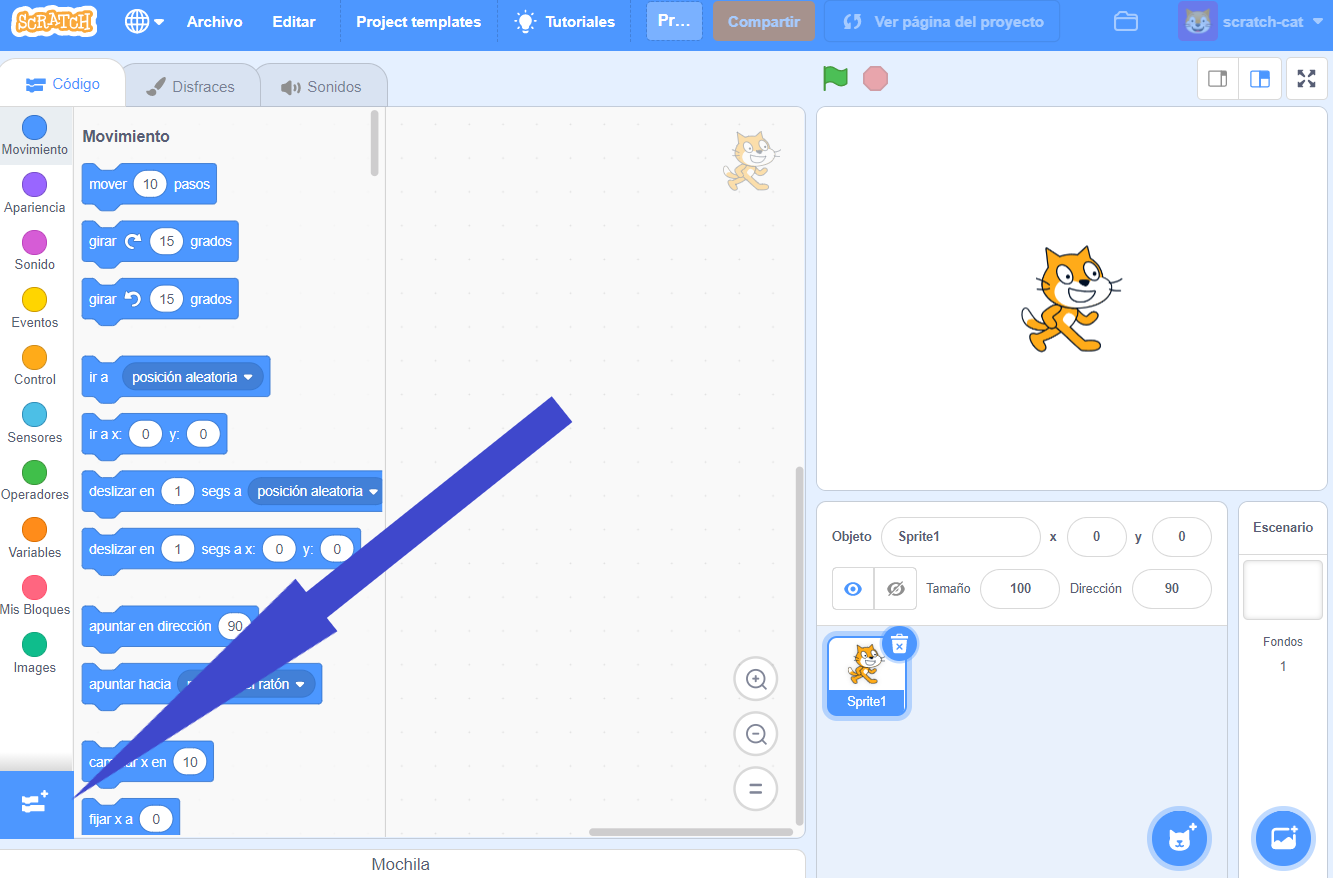 SCRATCH
Archivo
Editar
Project templates
Tutoriales
Pr...
Compartir
Ver página del proyecto
scratch-cat
Código
Disfraces
Sonidos
Movimiento
Apariencia
Sonido
Eventos
Control
Sensores
Operadores
Variables
Mis Bloques
Images
Movimiento
mover 10 pasos
girar 15 grados
girar 15 grados
ir a posición aleatoria
ir a x: 0 y: 0
deslizar en 1 segs a posición aleatoria
deslizar en 1 segs a x: 0 y: 0
apuntar en dirección 90
apuntar hacia ratón
x en 10
fijar x a 0
Mochila
Objeto Sprite1 x 0 y 0
Tamaño 100 Dirección 90
Sprite1
Escenario
Fondos
1